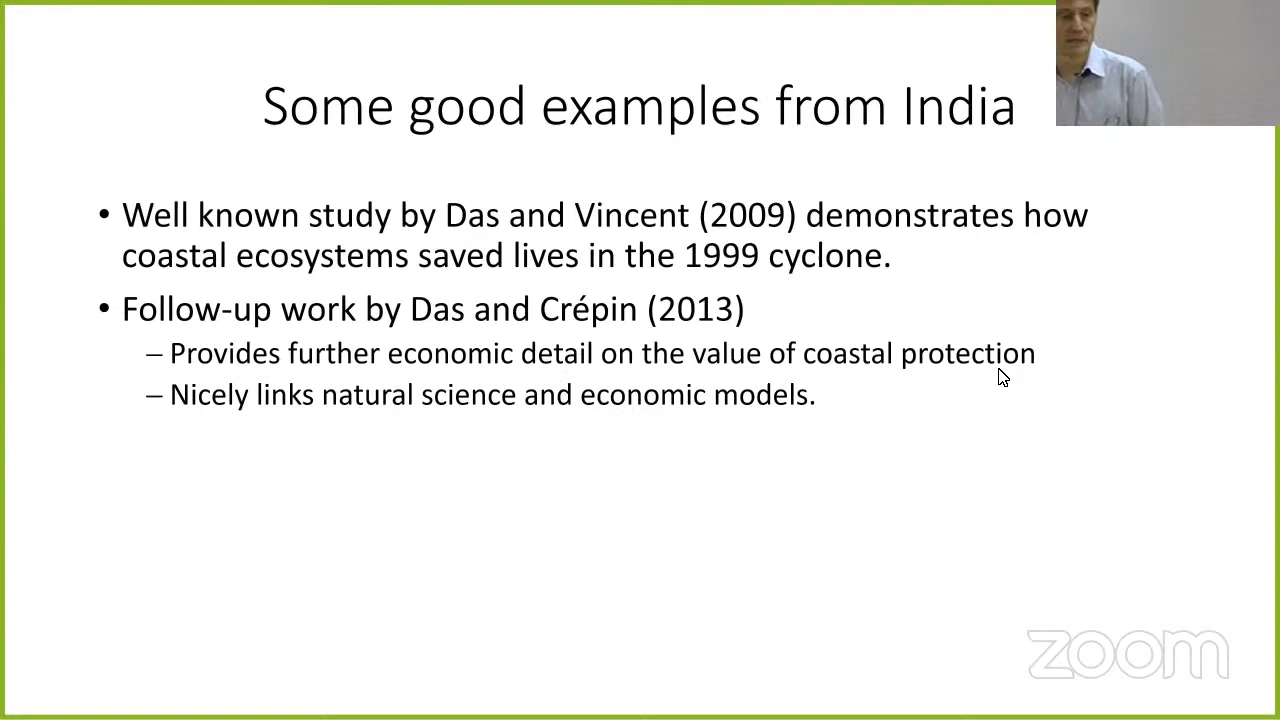 Some good examples from India
• Well known study by Das and Vincent (2009) demonstrates how
coastal ecosystems saved lives in the 1999 cyclone.
• Follow-up work by Das and Crépin (2013)
– Provides further economic detail on the value of coastal protection
– Nicely links natural science and economic models.
zoom